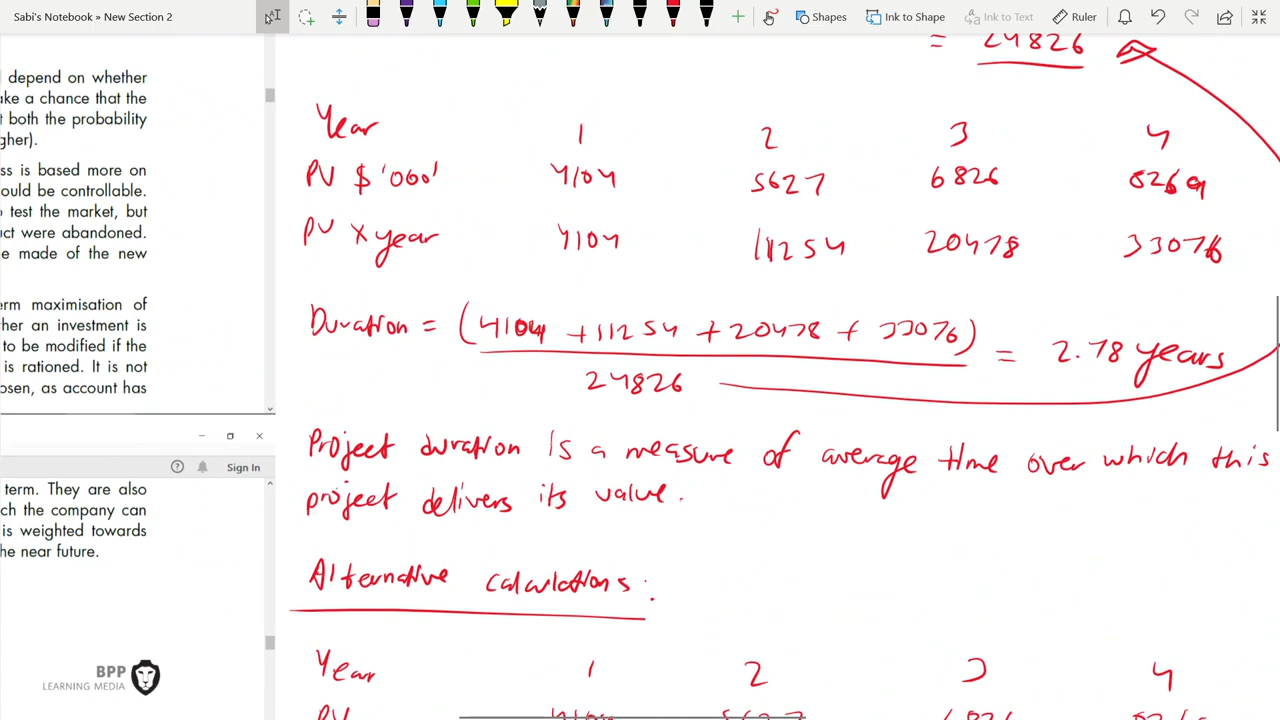 Sabi's Notebook » New Section 2
Shapes
Ink to Shape
Ink to Text
Ruler
depend on whether
ake a chance that the
t both the probability
gher).
ss is based more on
ould be controllable.
o test the market, but
uct were abandoned.
e made of the new
erm maximisation of
her an investment is
to be modified if the
is rationed. It is not
osen, as account has
Sign In
term. They are also
ch the company can
is weighted towards
he near future.
BPP
LEARNING MEDIA
= 24826
Year 1 2 3 4
PV $ '000' 4104 5627 6826 8269
PV x year 4104 11254 20478 33076
Duration = (4104 + 11254 + 20478 + 33076) = 2.78 years
24826
Project duration is a measure of average time over which this
project delivers its value.
Alternative calculations:
Year 1 2 3 4
PV 4104 5627 6826 8269